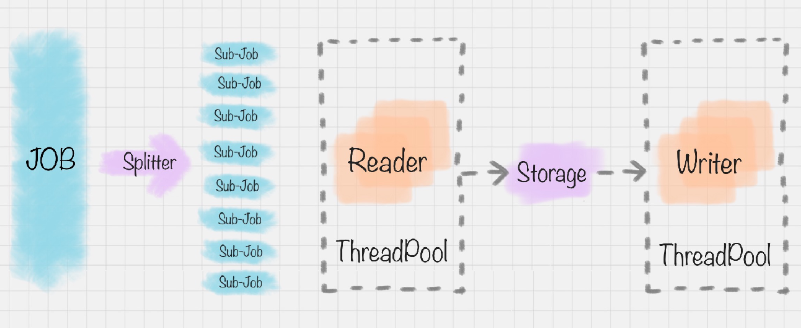 JOB
Splitter
Sub-Job
Sub-Job
Sub-Job
Sub-Job
Sub-Job
Sub-Job
Sub-Job
Sub-Job
Reader
ThreadPool
Storage
Writer
ThreadPool